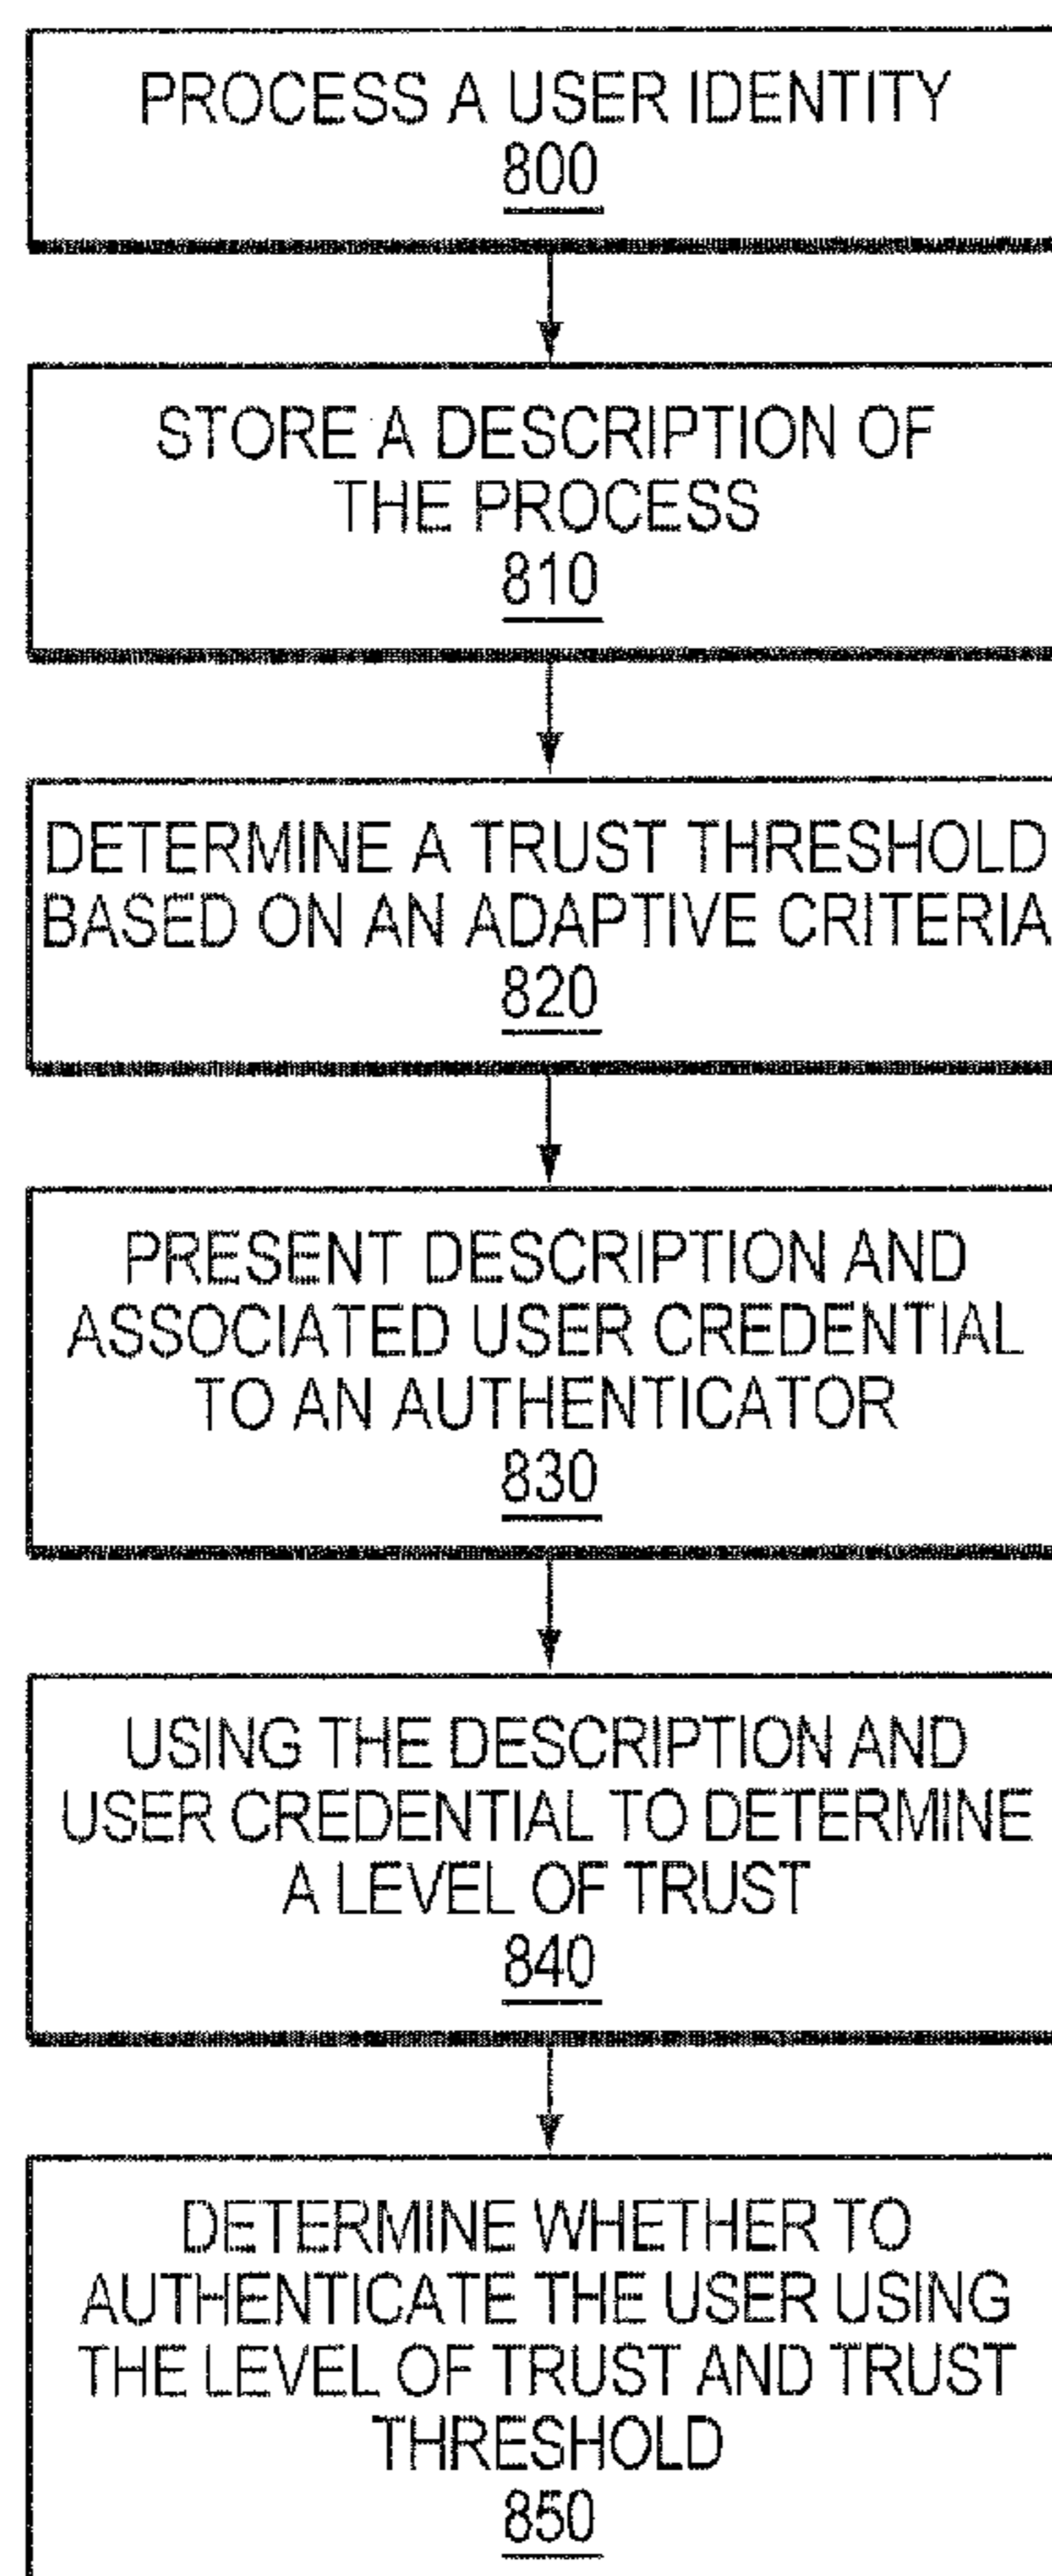 PROCESS A USER IDENTITY
800
STORE A DESCRIPTION OF
THE PROCESS
810
DETERMINE A TRUST THRESHOLD
BASED ON AN ADAPTIVE CRITERIA
820
PRESENT DESCRIPTION AND
ASSOCIATED USER CREDENTIAL
TO AN AUTHENTICATOR
830
USING THE DESCRIPTION AND
USER CREDENTIAL TO DETERMINE
A LEVEL OF TRUST
840
DETERMINE WHETHER TO
AUTHENTICATE THE USER USING
THE LEVEL OF TRUST AND TRUST
THRESHOLD
850